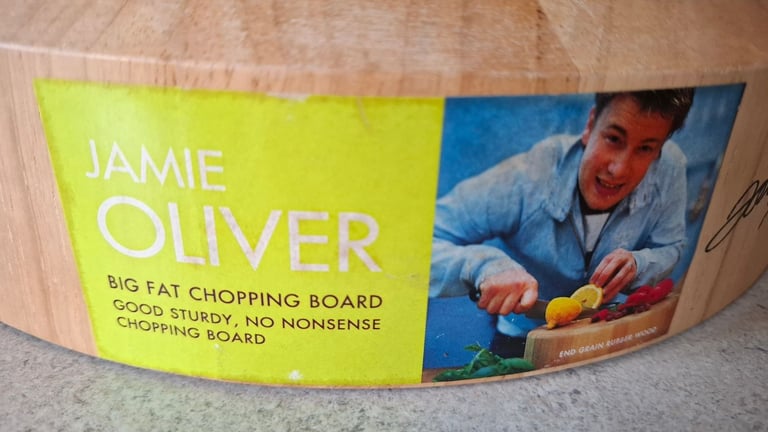 JAMIE
OLIVER
BIG FAT CHOPPING BOARD
GOOD STURDY, NO NONSENSE
CHOPPING BOARD
END GRAIN RUBBER WOOD